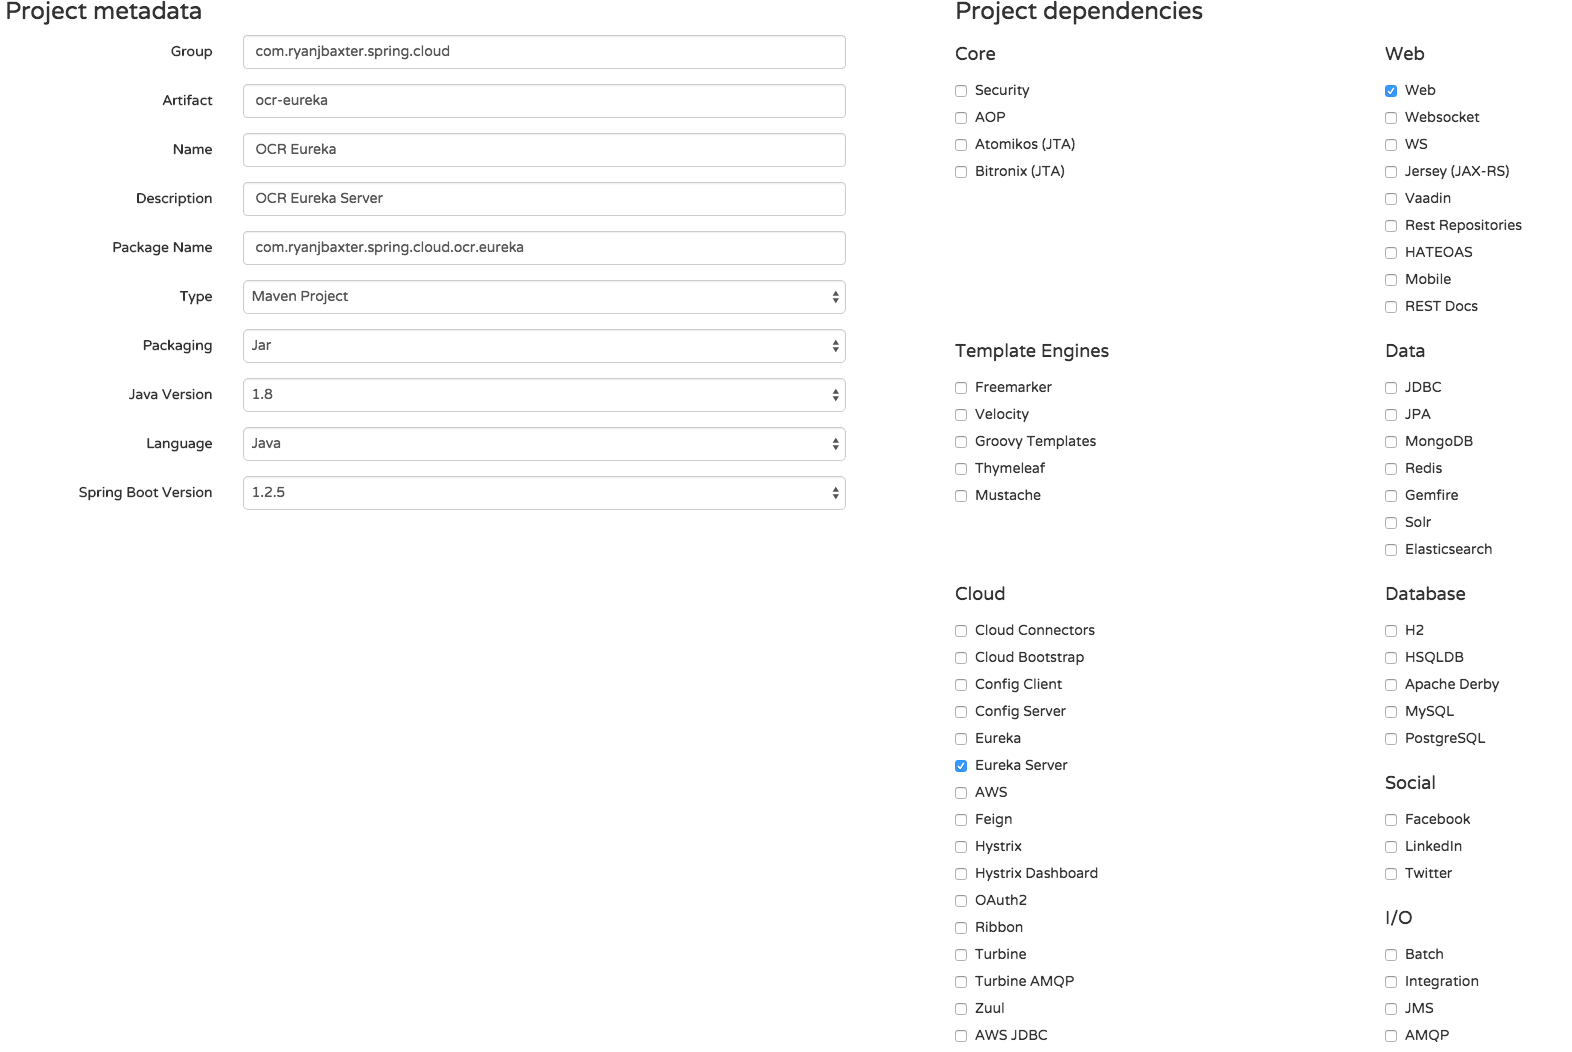 Project metadata
Group com.ryanjbaxter.spring.cloud
Artifact ocr-eureka
Name OCR Eureka
Description OCR Eureka Server
Package Name com.ryanjbaxter.spring.cloud.ocr.eureka
Type Maven Project
Packaging Jar
Java Version 1.8
Language Java
Spring Boot Version 1.2.5
Project dependencies
Core
Security
AOP
Atomikos (JTA)
Bitronix (JTA)
Web
Web
Websocket
WS
Jersey (JAX-RS)
Vaadin
Rest Repositories
HATEOAS
Mobile
REST Docs
Template Engines
Freemarker
Velocity
Groovy Templates
Thymeleaf
Mustache
Data
JDBC
JPA
MongoDB
Redis
Gemfire
Solr
Elasticsearch
Cloud
Cloud Connectors
Cloud Bootstrap
Config Client
Config Server
Eureka
Eureka Server
AWS
Feign
Hystrix
Hystrix Dashboard
OAuth2
Ribbon
Turbine
Turbine AMQP
Zuul
AWS JDBC
Database
H2
HSQLDB
Apache Derby
MySQL
PostgreSQL
Social
Facebook
LinkedIn
Twitter
I/O
Batch
Integration
JMS
AMQP